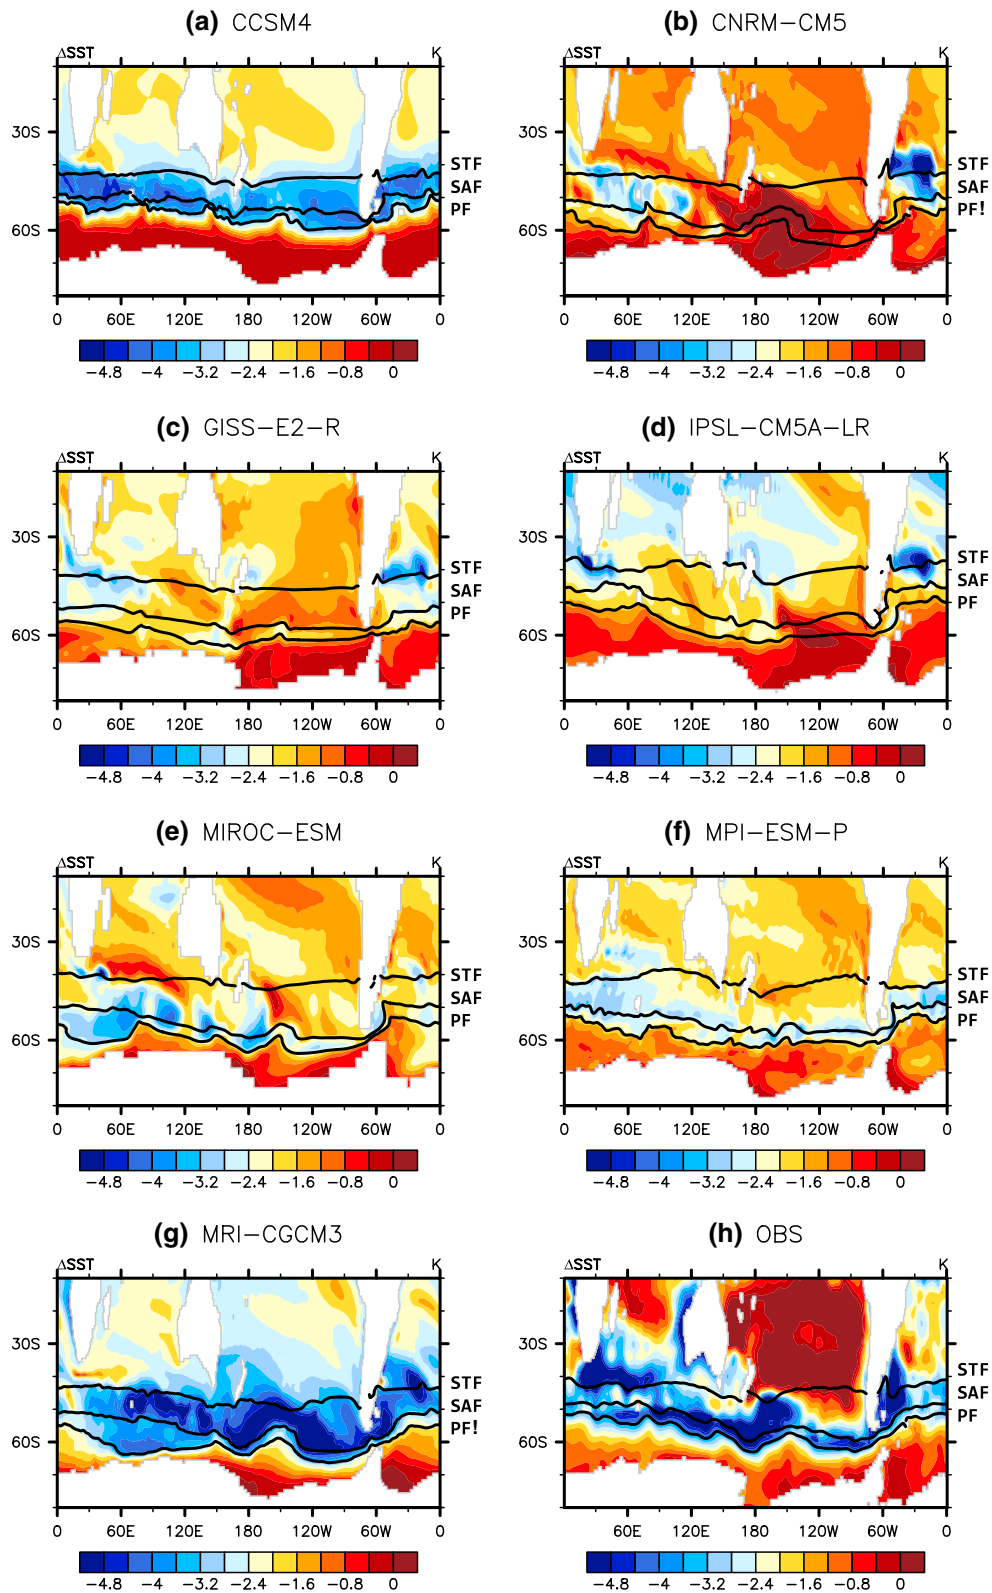 (a) CCSM4
ΔSST K
30S
60S
STF
SAF
PF
0 60E 120E 180 120W 60W 0
−4.8 −4 −3.2 −2.4 −1.6 −0.8 0
(b) CNRM−CM5
ΔSST K
30S
60S
STF
SAF
PF!
0 60E 120E 180 120W 60W 0
−4.8 −4 −3.2 −2.4 −1.6 −0.8 0
(c) GISS−E2−R
ΔSST K
30S
60S
STF
SAF
PF
0 60E 120E 180 120W 60W 0
−4.8 −4 −3.2 −2.4 −1.6 −0.8 0
(d) IPSL−CM5A−LR
ΔSST K
30S
60S
STF
SAF
PF
0 60E 120E 180 120W 60W 0
−4.8 −4 −3.2 −2.4 −1.6 −0.8 0
(e) MIROC−ESM
ΔSST K
30S
60S
STF
SAF
PF
0 60E 120E 180 120W 60W 0
−4.8 −4 −3.2 −2.4 −1.6 −0.8 0
(f) MPI−ESM−P
ΔSST K
30S
60S
STF
SAF
PF
0 60E 120E 180 120W 60W 0
−4.8 −4 −3.2 −2.4 −1.6 −0.8 0
(g) MRI−CGCM3
ΔSST K
30S
60S
STF
SAF
PF!
0 60E 120E 180 120W 60W 0
−4.8 −4 −3.2 −2.4 −1.6 −0.8 0
(h) OBS
ΔSST K
30S
60S
STF
SAF
PF
60E 120E 180 120W 60W 0
−4.8 −4 −3.2 −2.4 −1.6 −0.8 0